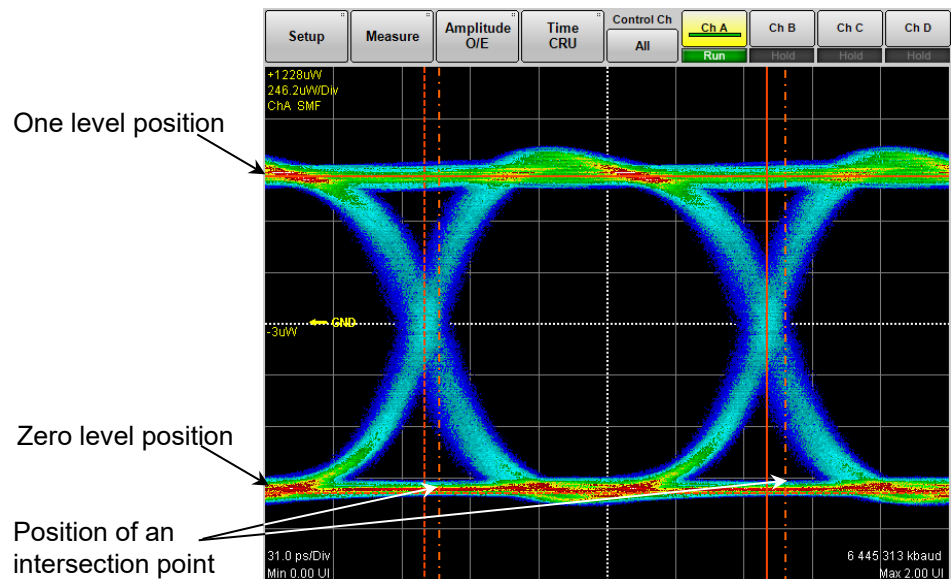 Setup
Measure
Amplitude
O/E
Time
CRU
Control Ch
All
Ch A
Run
Ch B
Hold
Ch C
Hold
Ch D
Hold
+1228uW
246.2uW/Div
ChA SMF
One level position
GND
-3uW
Zero level position
Position of an
intersection point
31.0 ps/Div
Min 0.00 UI
6 445 313 kbaud
Max 2.00 UI